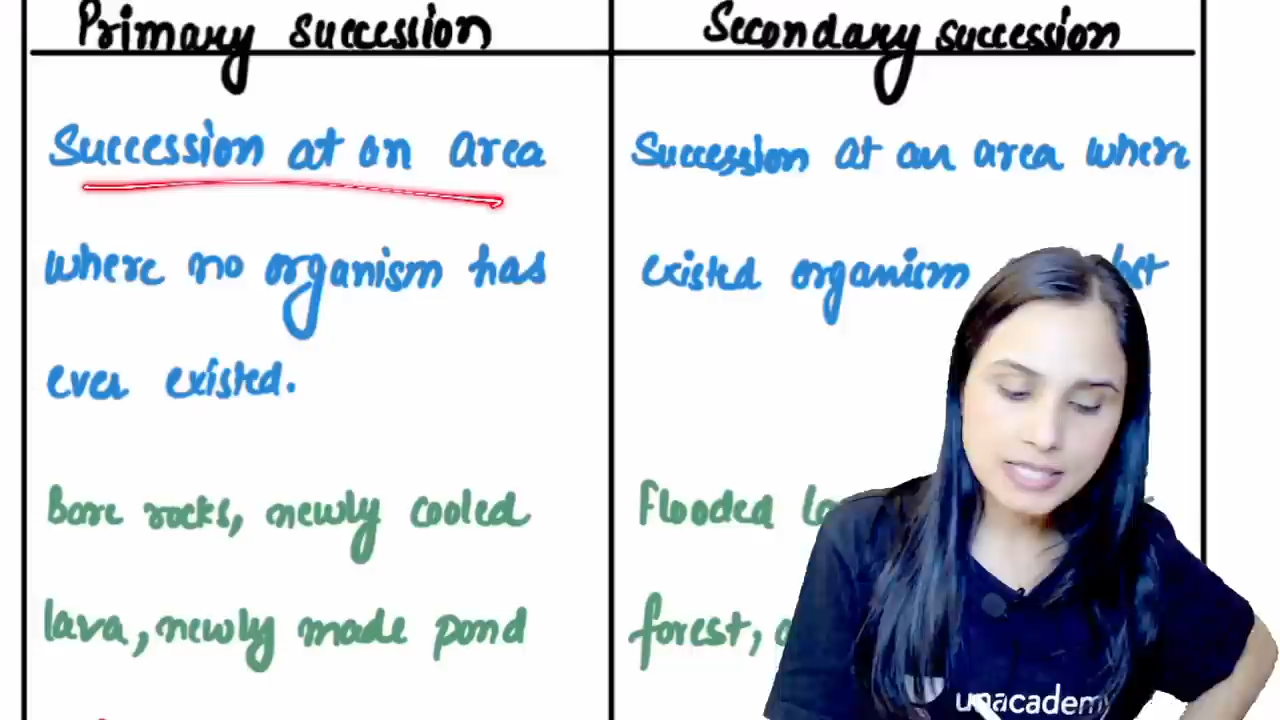 Primary succession
Succession at an area
where no organism has
ever existed.
Bare rocks, newly cooled
lava, newly made pond
Secondary succession
Succession at an area where
existed organism
Flooded
forest,
unacademy